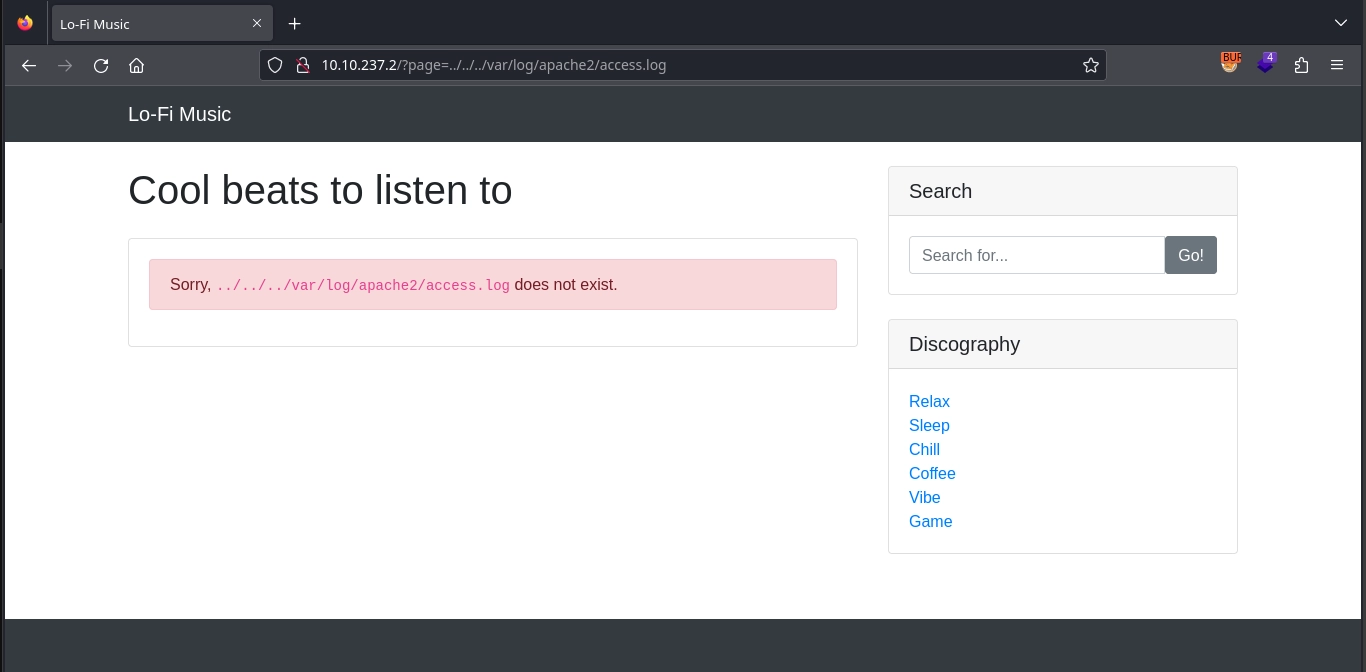 Lo-Fi Music
10.10.237.2/?page=../../../var/log/apache2/access.log
BUR
4
Lo-Fi Music
Cool beats to listen to
Sorry, ../../../var/log/apache2/access.log does not exist.
Search
Search for...
Go!
Discography
Relax
Sleep
Chill
Coffee
Vibe
Game